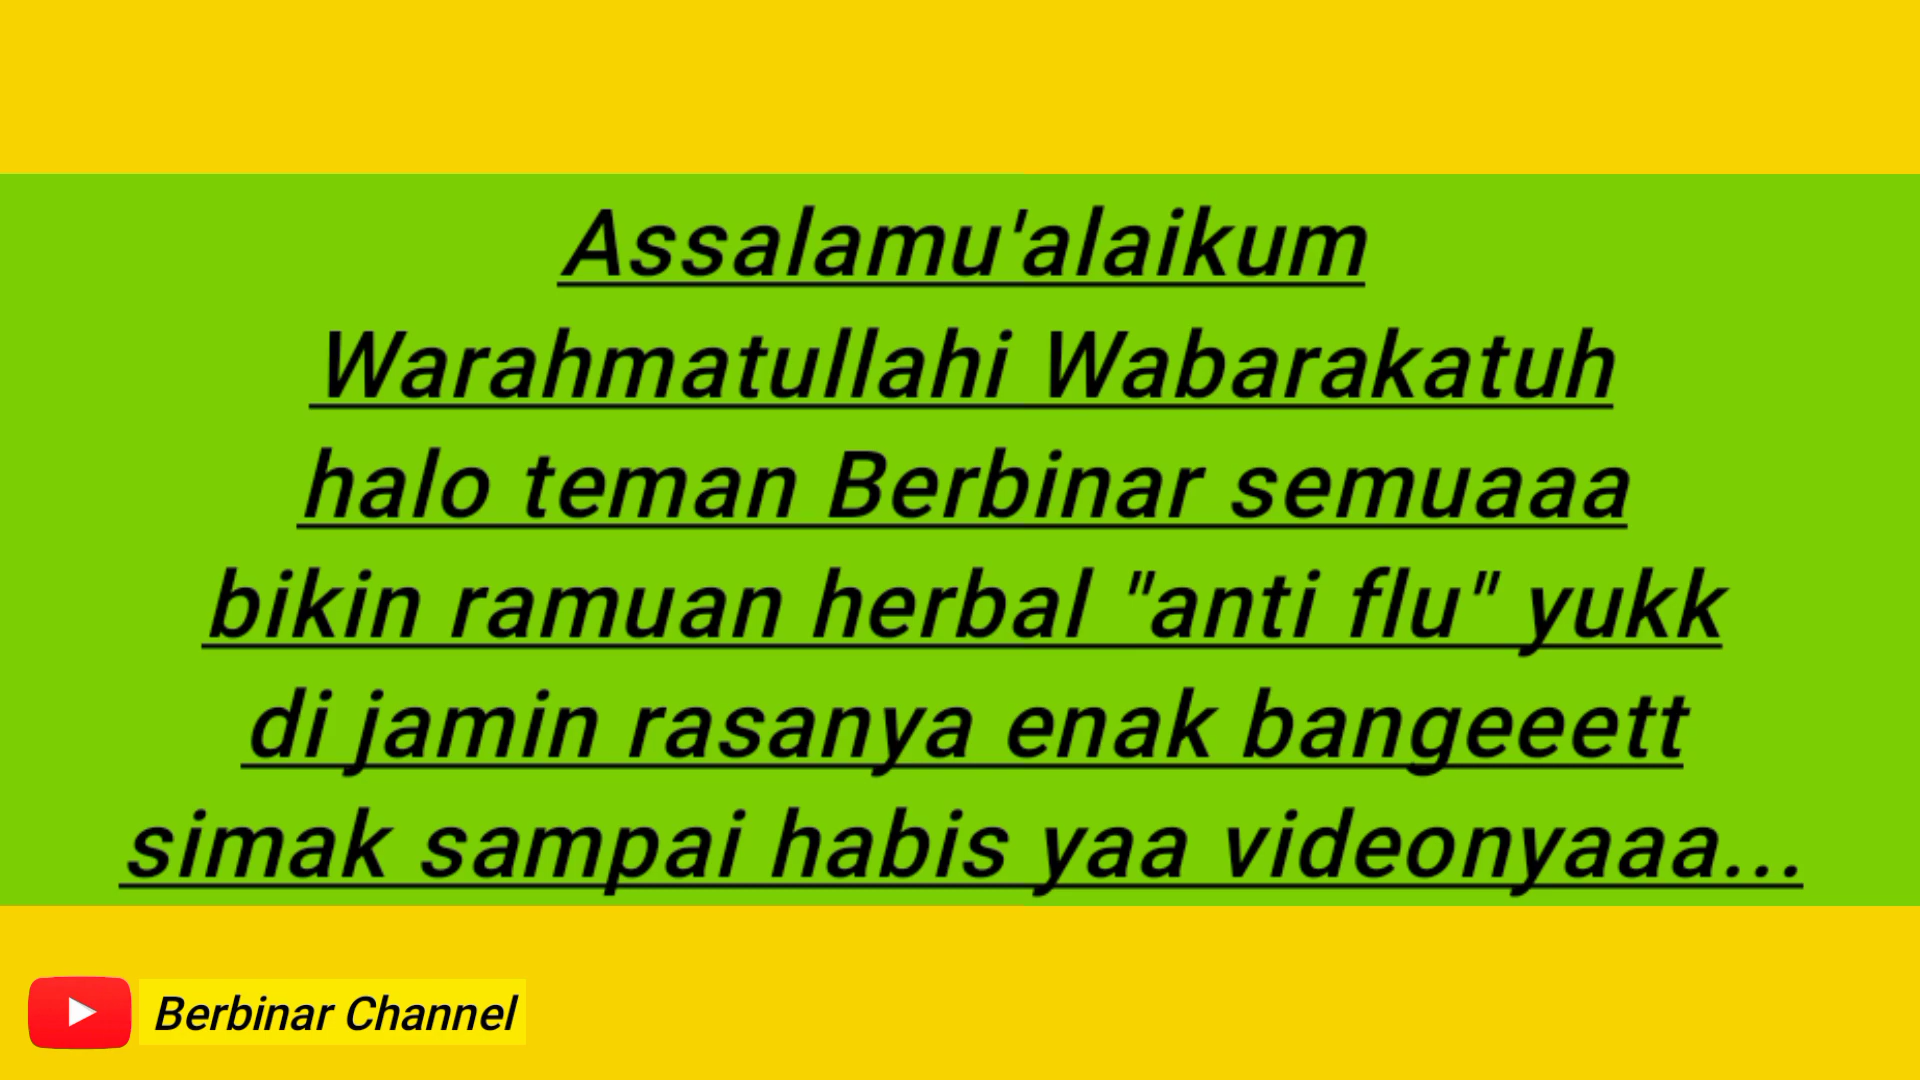 Assalamu'alaikum
Warahmatullahi Wabarakatuh
halo teman Berbinar semuaaa
bikin ramuan herbal "anti flu" yukk
di jamin rasanya enak bangeeett
simak sampai habis yaa videonyaaa...
Berbinar Channel